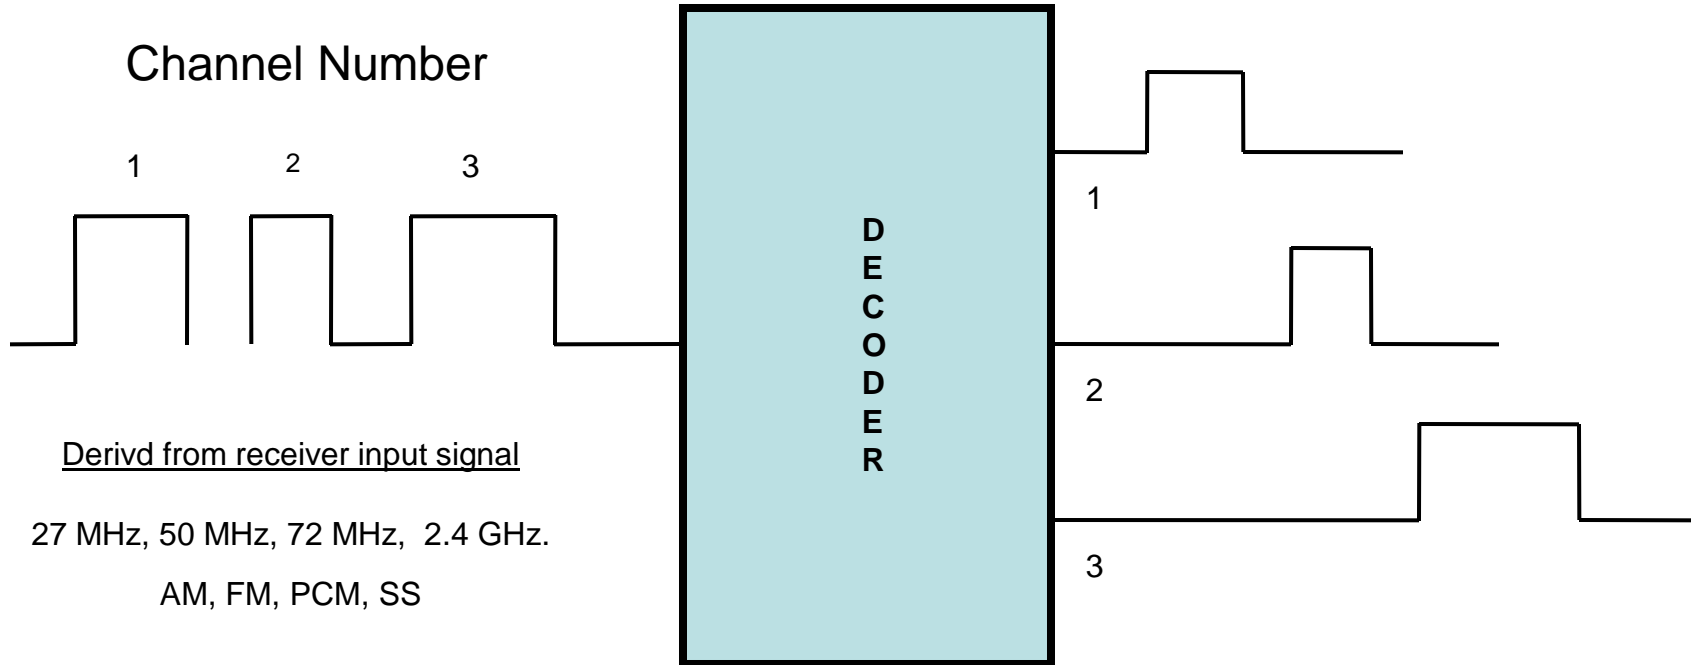 Channel Number
1 2 3
Derivd from receiver input signal
27 MHz, 50 MHz, 72 MHz, 2.4 GHz.
AM, FM, PCM, SS
D
E
C
O
D
E
R
1
2
3